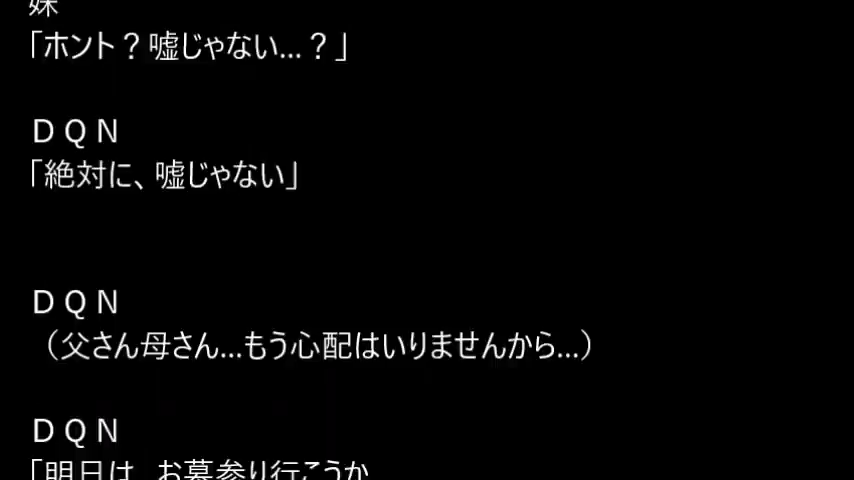 妹
「ホント？嘘じゃない...？」
ＤＱＮ
「絶対に、嘘じゃない」
ＤＱＮ
（父さん母さん...もう心配はいりませんから...）
ＤＱＮ
「明日は、お墓参り行こうか